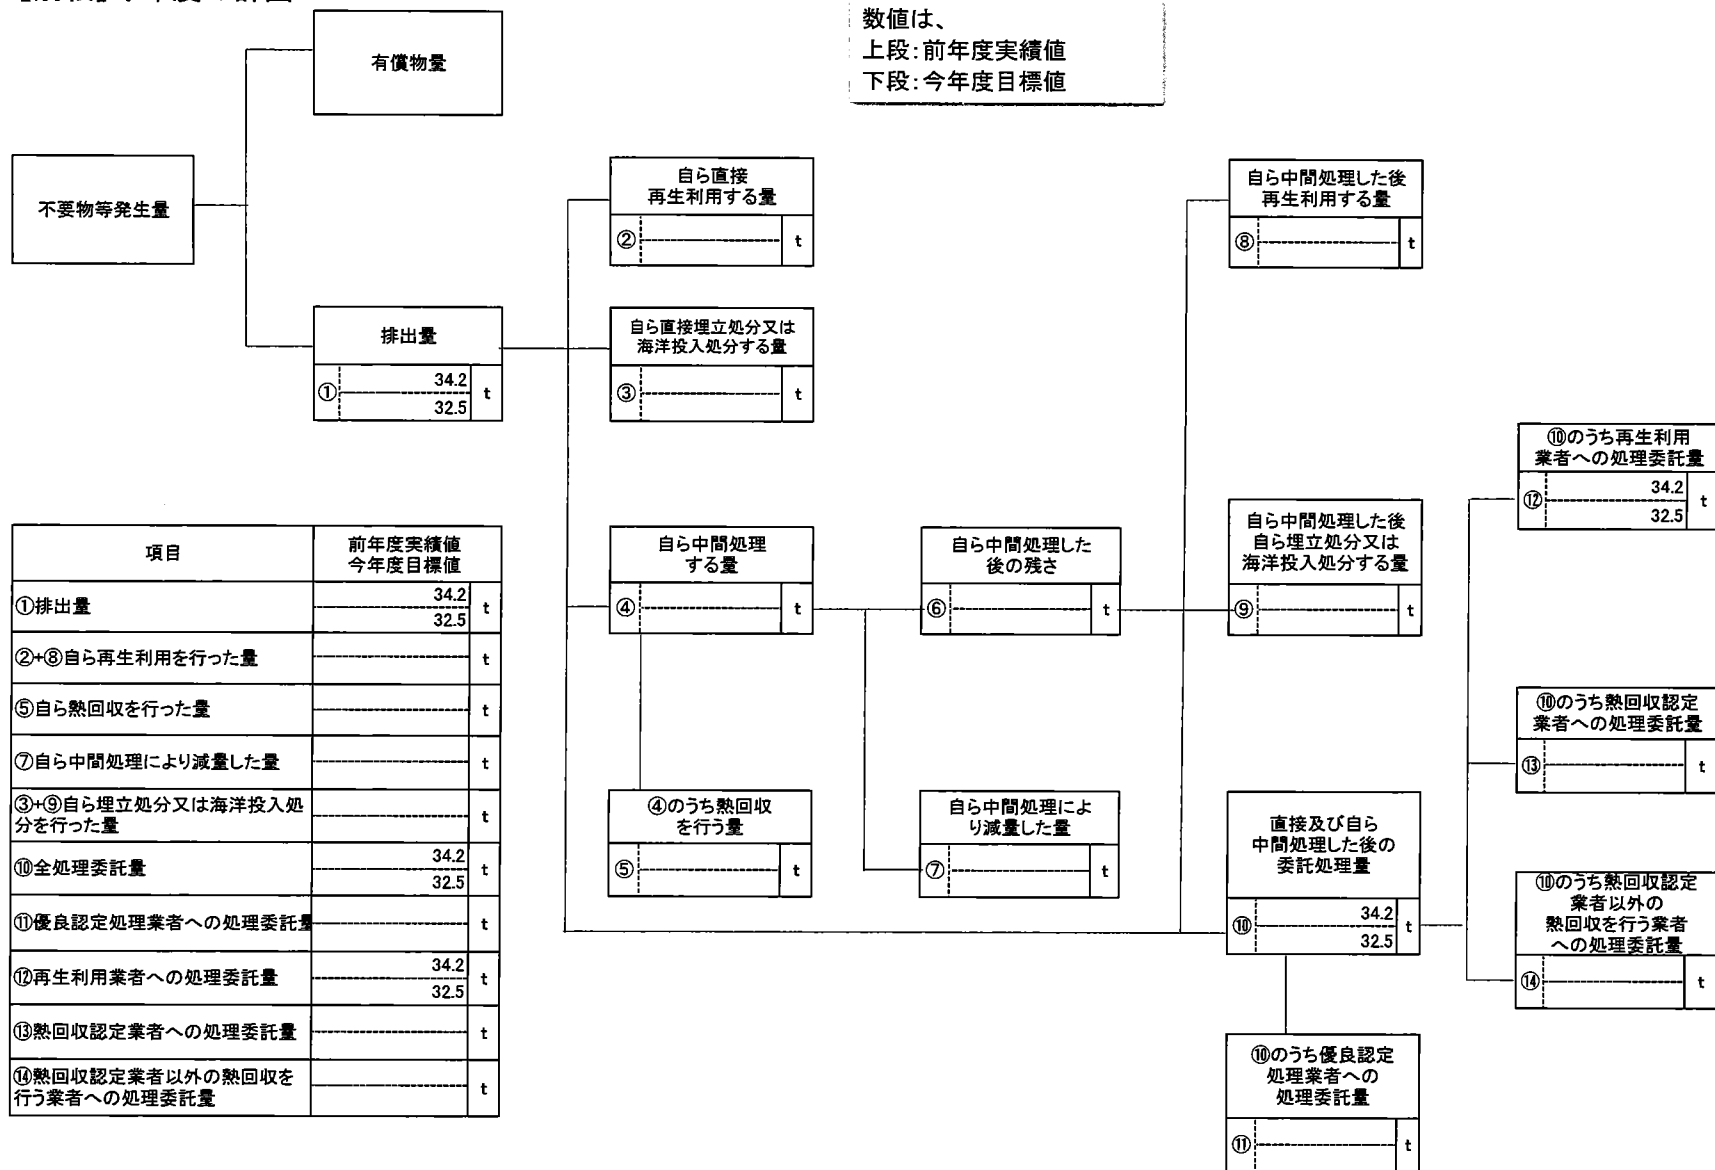 数値は、
上段:前年度実績値
下段:今年度目標値
有償物量
不要物等発生量
排出量
① 34.2 t
32.5
自ら直接
再生利用する量
② t
自ら直接埋立処分又は
海洋投入処分する量
③ t
自ら中間処理
する量
④ t
④のうち熱回収
を行う量
⑤ t
自ら中間処理した
後の残さ
⑥ t
自ら中間処理によ
り減量した量
⑦ t
自ら中間処理した後
再生利用する量
⑧ t
自ら中間処理した後
自ら埋立処分又は
海洋投入処分する量
⑨ t
直接及び自ら
中間処理した後の
委託処理量
⑩ 34.2 t
32.5
⑩のうち優良認定
処理業者への
処理委託量
⑪ t
⑩のうち再生利用
業者への処理委託量
⑫ 34.2 t
32.5
⑩のうち熱回収認定
業者への処理委託量
⑬ t
⑩のうち熱回収認定
業者以外の
熱回収を行う業者
への処理委託量
⑭ t
項目 前年度実績値
今年度目標値
①排出量 34.2 t
32.5
②+⑧自ら再生利用を行った量 t
⑤自ら熱回収を行った量 t
⑦自ら中間処理により減量した量 t
③+⑨自ら埋立処分又は海洋投入処
分を行った量 t
⑩全処理委託量 34.2 t
32.5
⑪優良認定処理業者への処理委託量 t
⑫再生利用業者への処理委託量 34.2 t
32.5
⑬熱回収認定業者への処理委託量 t
⑭熱回収認定業者以外の熱回収を
行う業者への処理委託量 t